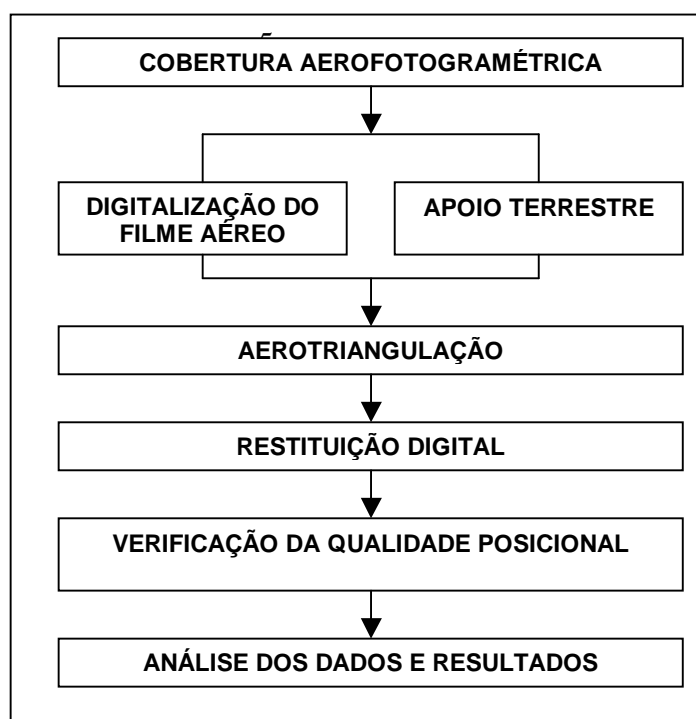 COBERTURA AEROFOTOGRAMÉTRICA
DIGITALIZAÇÃO DO
FILME AÉREO
APOIO TERRESTRE
AEROTRIANGULAÇÃO
RESTITUIÇÃO DIGITAL
VERIFICAÇÃO DA QUALIDADE POSICIONAL
ANÁLISE DOS DADOS E RESULTADOS